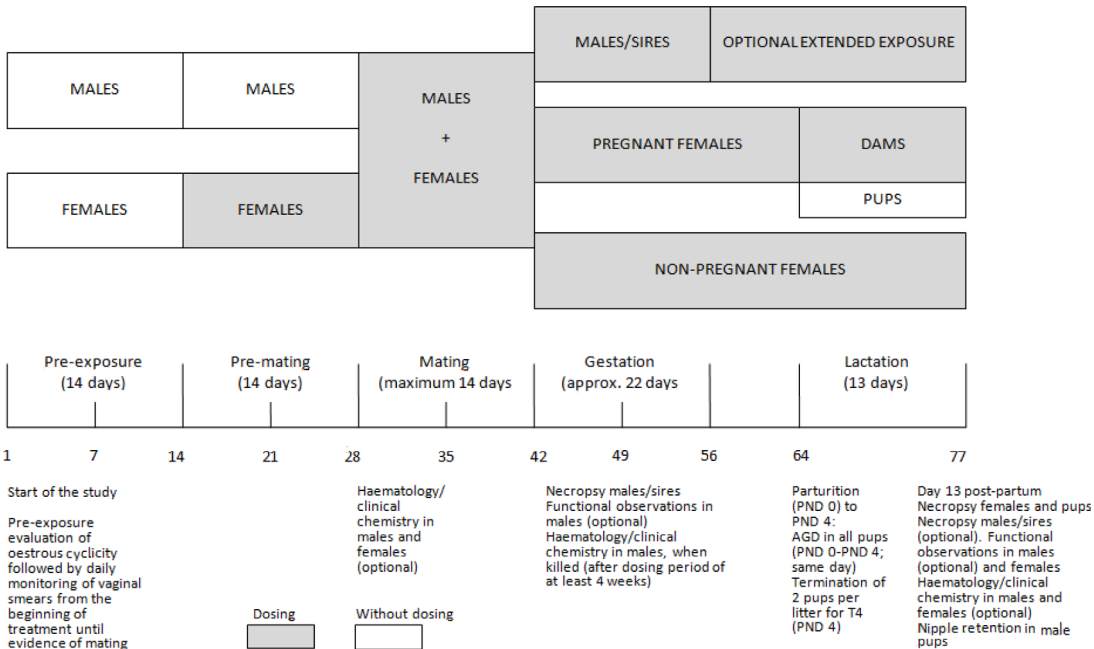 MALES/SIRES
OPTIONAL EXTENDED EXPOSURE
MALES
MALES
MALES
+
FEMALES
PREGNANT FEMALES
DAMS
PUPS
FEMALES
FEMALES
NON-PREGNANT FEMALES
Pre-exposure
(14 days)
Pre-mating
(14 days)
Mating
(maximum 14 days
Gestation
(approx. 22 days
Lactation
(13 days)
1
7
14
21
28
35
42
49
56
64
77
Start of the study
Pre-exposure
evaluation of
oestrous cyclicity
followed by daily
monitoring of vaginal
smears from the
beginning of
treatment until
evidence of mating
Haematology/
clinical
chemistry in
males and
females
(optional)
Necropsy males/sires
Functional observations in
males (optional)
Haematology/clinical
chemistry in males, when
killed (after dosing period of
at least 4 weeks)
Parturition
(PND 0) to
PND 4:
AGD in all pups
(PND 0-PND 4;
same day)
Termination of
2 pups per
litter for T4
(PND 4)
Day 13 post-partum
Necropsy females and pups
Necropsy males/sires
(optional). Functional
observations in males
(optional) and females
Haematology/clinical
chemistry in males and
females (optional)
Nipple retention in male
pups
Dosing
Without dosing